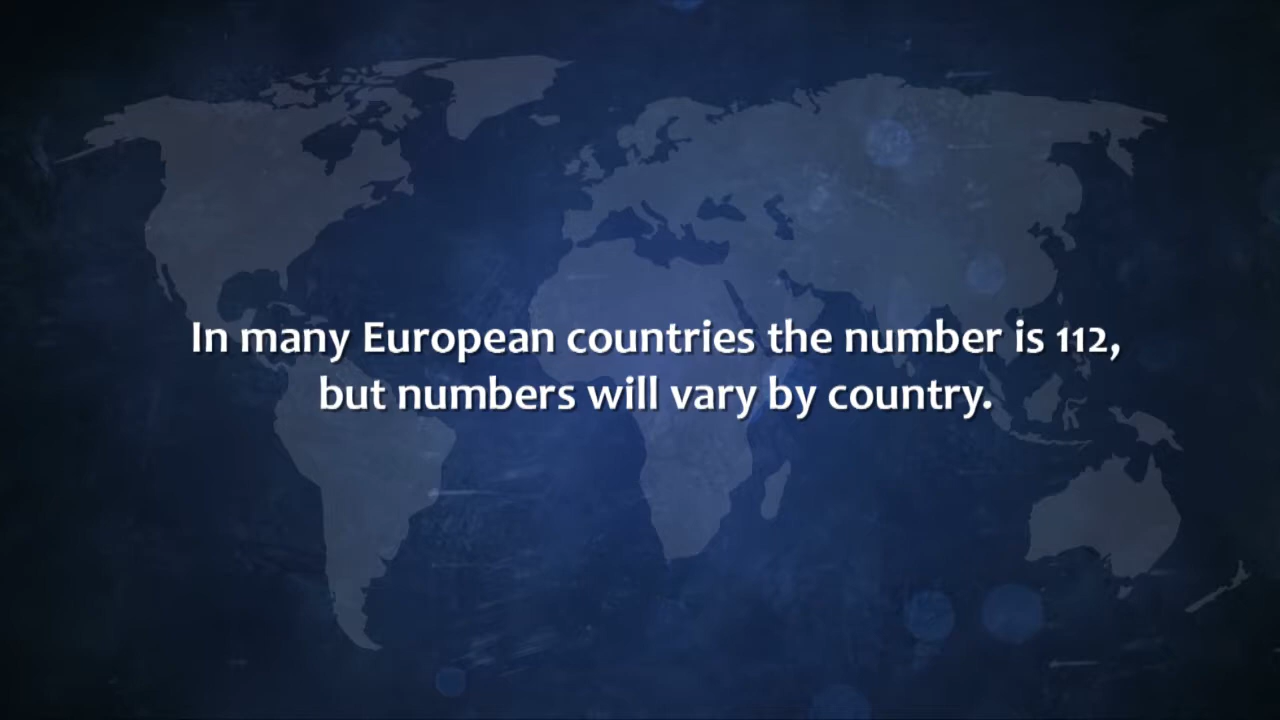 In many European countries the number is 112,
but numbers will vary by country.